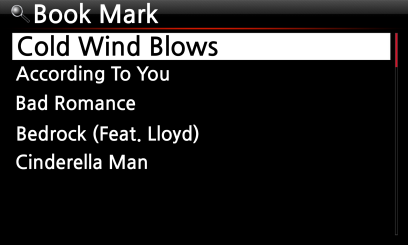 Book Mark
Cold Wind Blows
According To You
Bad Romance
Bedrock (Feat. Lloyd)
Cinderella Man